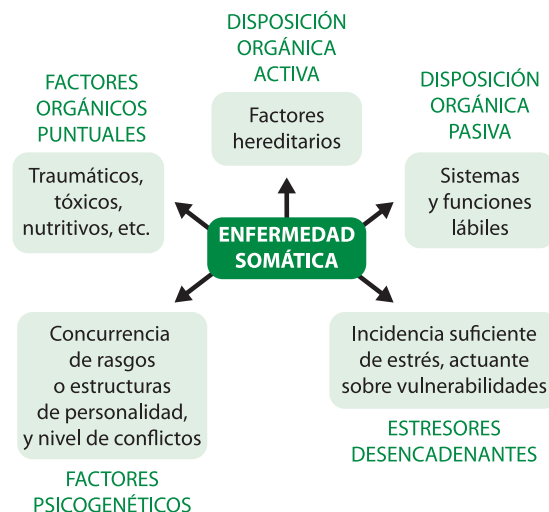 DISPOSICIÓN
ORGÁNICA
ACTIVA
Factores
hereditarios
FACTORES
ORGÁNICOS
PUNTUALES
Traumáticos,
tóxicos,
nutritivos, etc.
DISPOSICIÓN
ORGÁNICA
PASIVA
Sistemas
y funciones
lábiles
ENFERMEDAD
SOMÁTICA
Concurrencia
de rasgos
o estructuras
de personalidad,
y nivel de conflictos
FACTORES
PSICOGENÉTICOS
Incidencia suficiente
de estrés, actuante
sobre vulnerabilidades
ESTRESORES
DESENCADENANTES